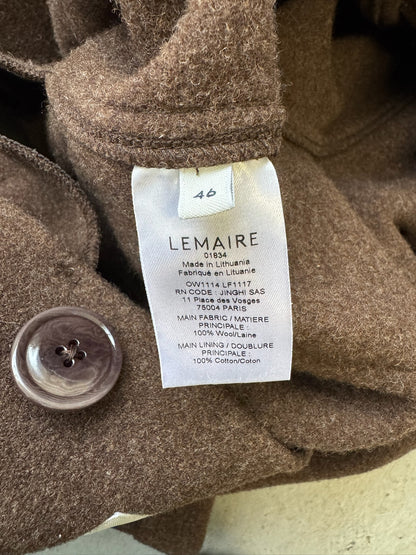 46
LEMAIRE
01834
Made in Lithuania
Fabriqué en Lituanie
OW1114 LF1117
RN CODE : JINGHI SAS
11 Place des Vosges
75004 PARIS
MAIN FABRIC / MATIERE
PRINCIPALE :
100% Wool/Laine
MAIN LINING / DOUBLURE
PRINCIPALE :
100% Cotton/Coton